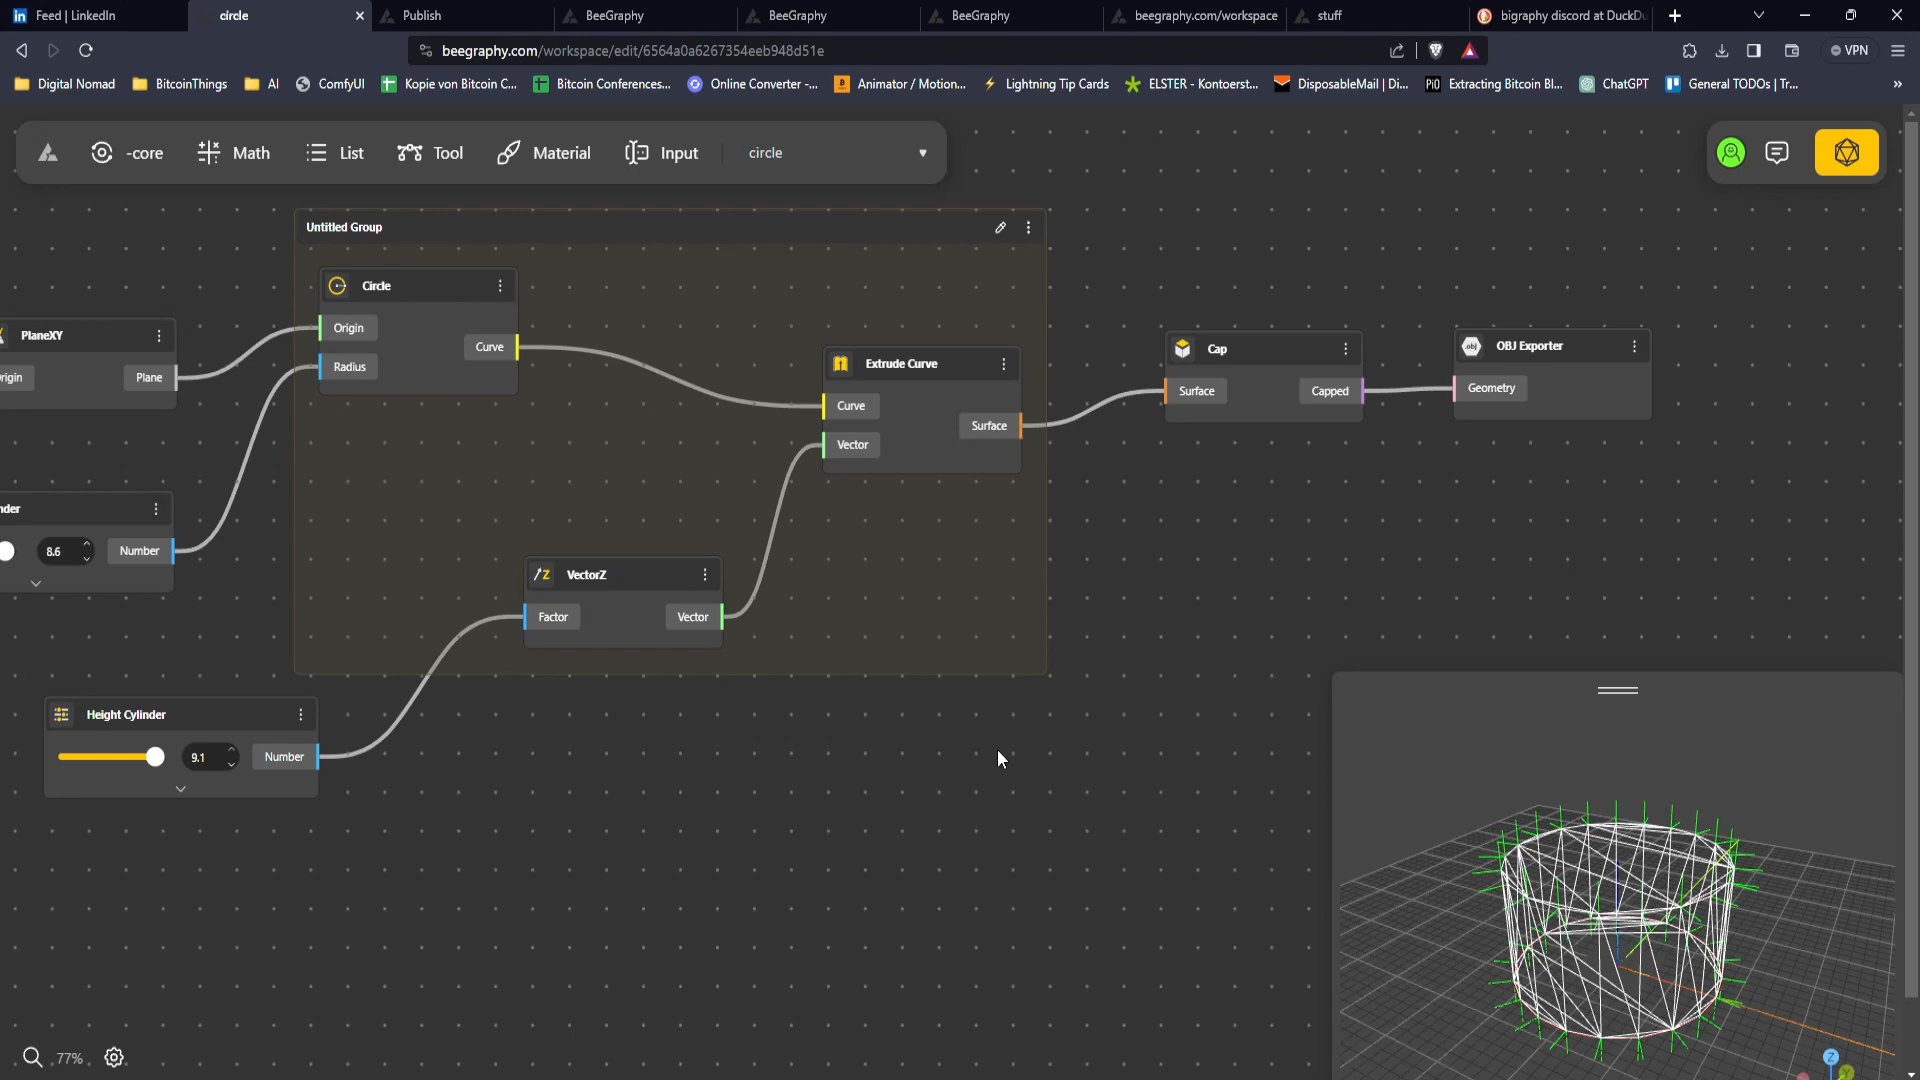 Feed | LinkedIn
circle
Publish
BeeGraphy
BeeGraphy
BeeGraphy
beegraphy.com/workspace
stuff
bigraphy discord at DuckDu
beegraphy.com/workspace/edit/6564a0a6267354eeb948d51e
VPN
Digital Nomad
BitcoinThings
AI
ComfyUI
Kopie von Bitcoin C...
Bitcoin Conferences...
Online Converter -...
Animator / Motion...
Lightning Tip Cards
ELSTER - Kontoerst...
DisposableMail | Di...
Extracting Bitcoin Bl...
ChatGPT
General TODOs | Tr...
-core
Math
List
Tool
Material
Input
circle
Untitled Group
Circle
Origin
Radius
Curve
PlaneXY
rigin
Plane
Extrude Curve
Curve
Vector
Surface
Cap
Surface
Capped
.obj
OBJ Exporter
Geometry
nder
8.6
Number
VectorZ
Factor
Vector
Height Cylinder
9.1
Number
77%
Z
Y